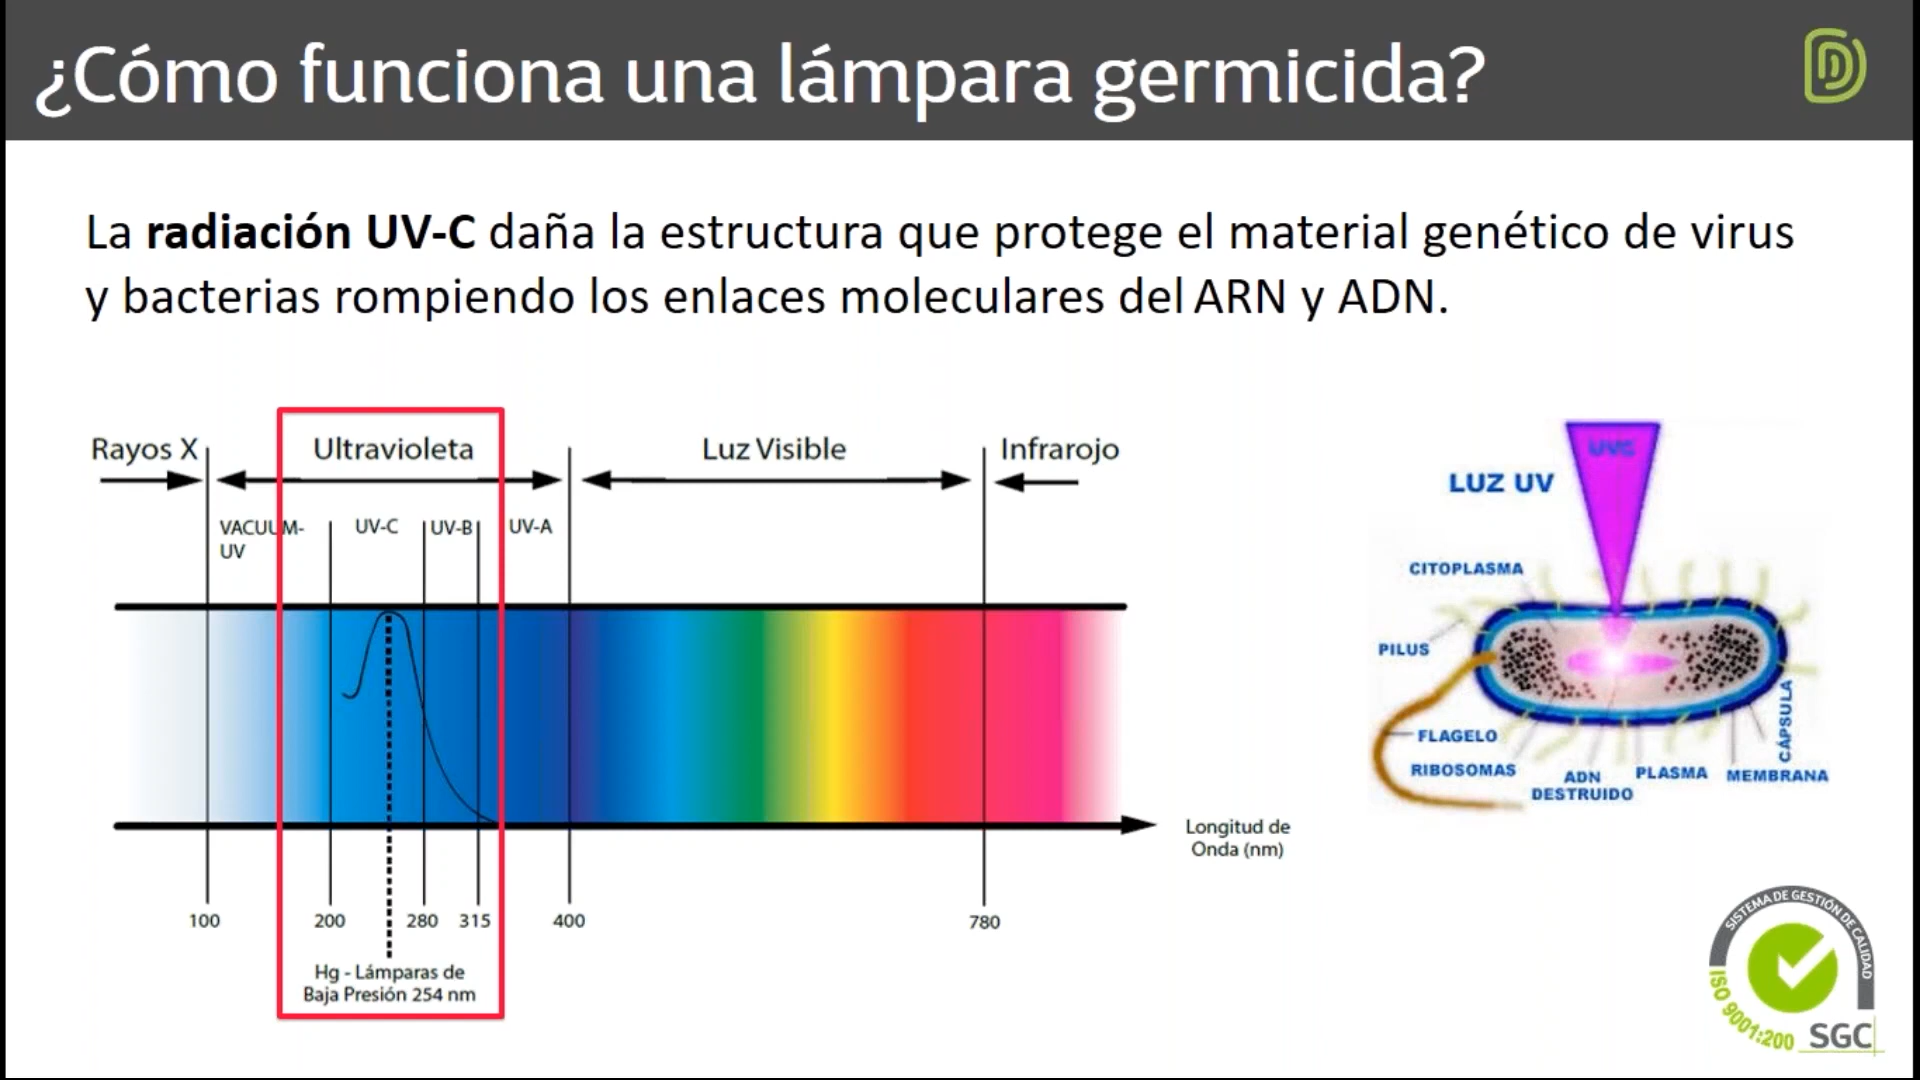 ¿Cómo funciona una lámpara germicida?
La radiación UV-C daña la estructura que protege el material genético de virus
y bacterias rompiendo los enlaces moleculares del ARN y ADN.
Rayos X
Ultravioleta
Luz Visible
Infrarojo
VACUUM-
UV
UV-C
UV-B
UV-A
100
200
280
315
400
780
Longitud de
Onda (nm)
Hg - Lámparas de
Baja Presión 254 nm
UVC
LUZ UV
CITOPLASMA
PILUS
FLAGELO
RIBOSOMAS
ADN
DESTRUIDO
PLASMA
MEMBRANA
CÁPSULA
SISTEMA DE GESTIÓN DE CALIDAD
ISO 9001:200
SGC